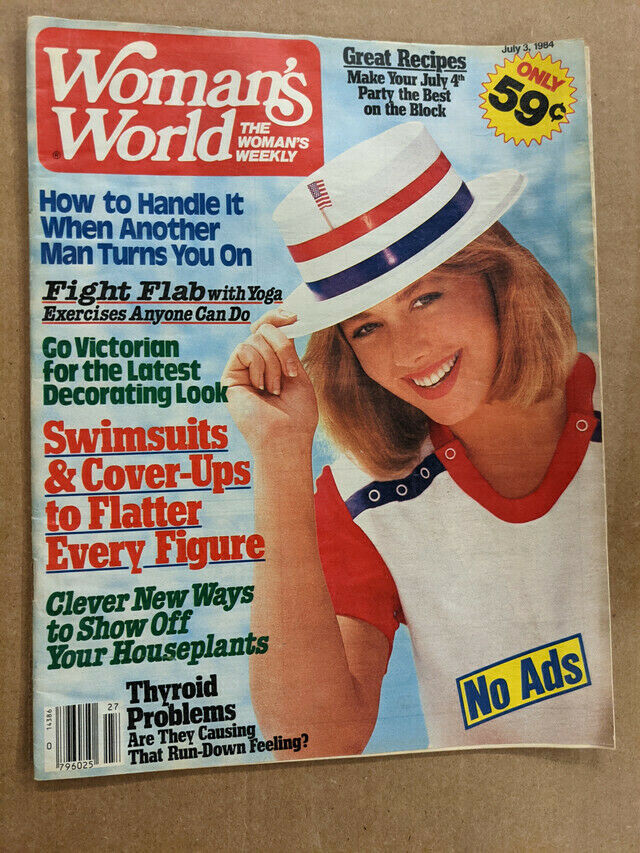 Woman's
World
®
THE
WOMAN'S
WEEKLY
July 3, 1984
Great Recipes
Make Your July 4th
Party the Best
on the Block
ONLY
59¢
How to Handle It
When Another
Man Turns You On
Fight Flab with Yoga
Exercises Anyone Can Do
Go Victorian
for the Latest
Decorating Look
Swimsuits
& Cover-Ups
to Flatter
Every Figure
Clever New Ways
to Show Off
Your Houseplants
No Ads
Thyroid
Problems
Are They Causing
That Run-Down Feeling?
27
0 14386
796025